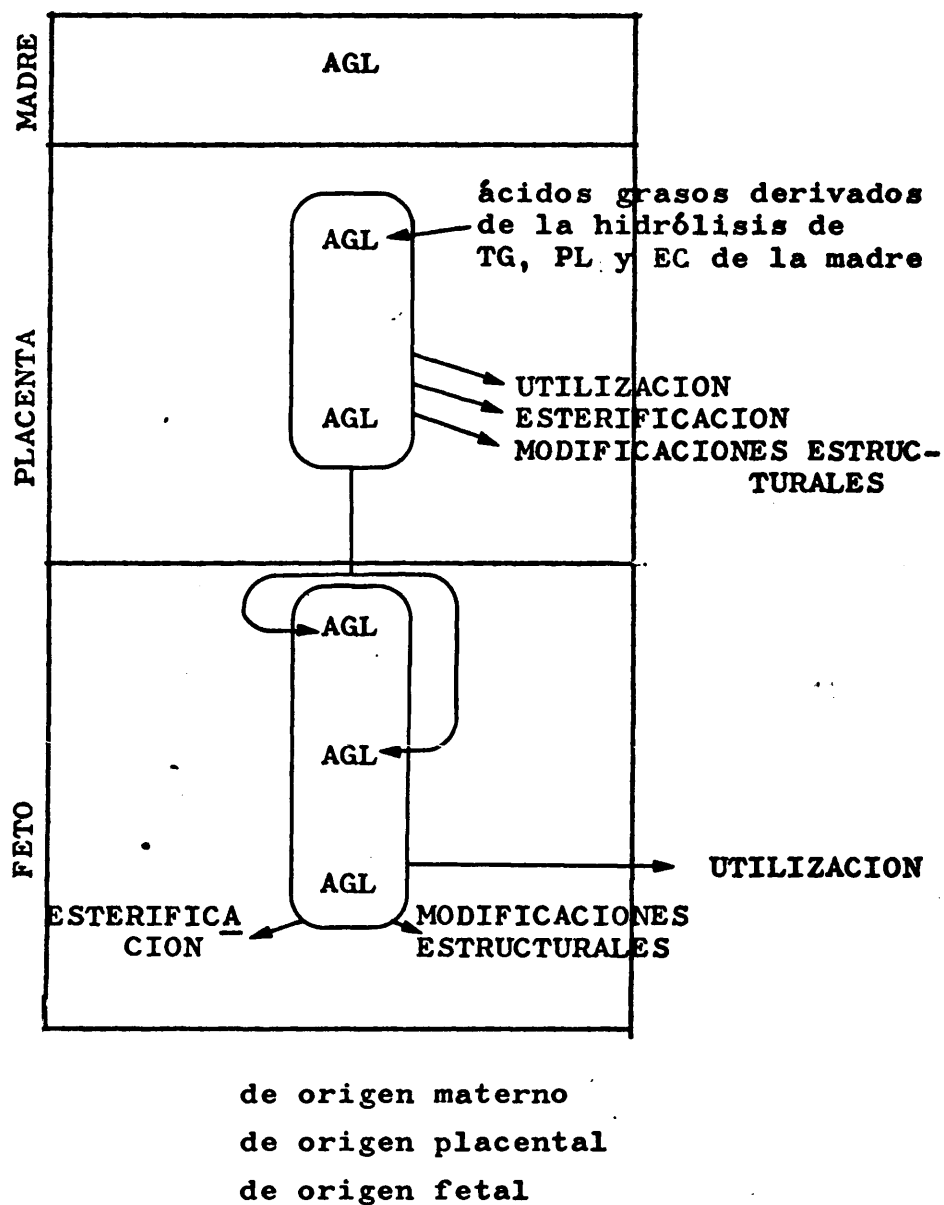 MADRE
AGL
PLACENTA
ácidos grasos derivados
de la hidrólisis de
TG, PL y EC de la madre
AGL
UTILIZACION
ESTERIFICACION
AGL
MODIFICACIONES ESTRUC-
TURALES
FETO
AGL
AGL
UTILIZACION
AGL
ESTERIFICA
CION
MODIFICACIONES
ESTRUCTURALES
de origen materno
de origen placental
de origen fetal